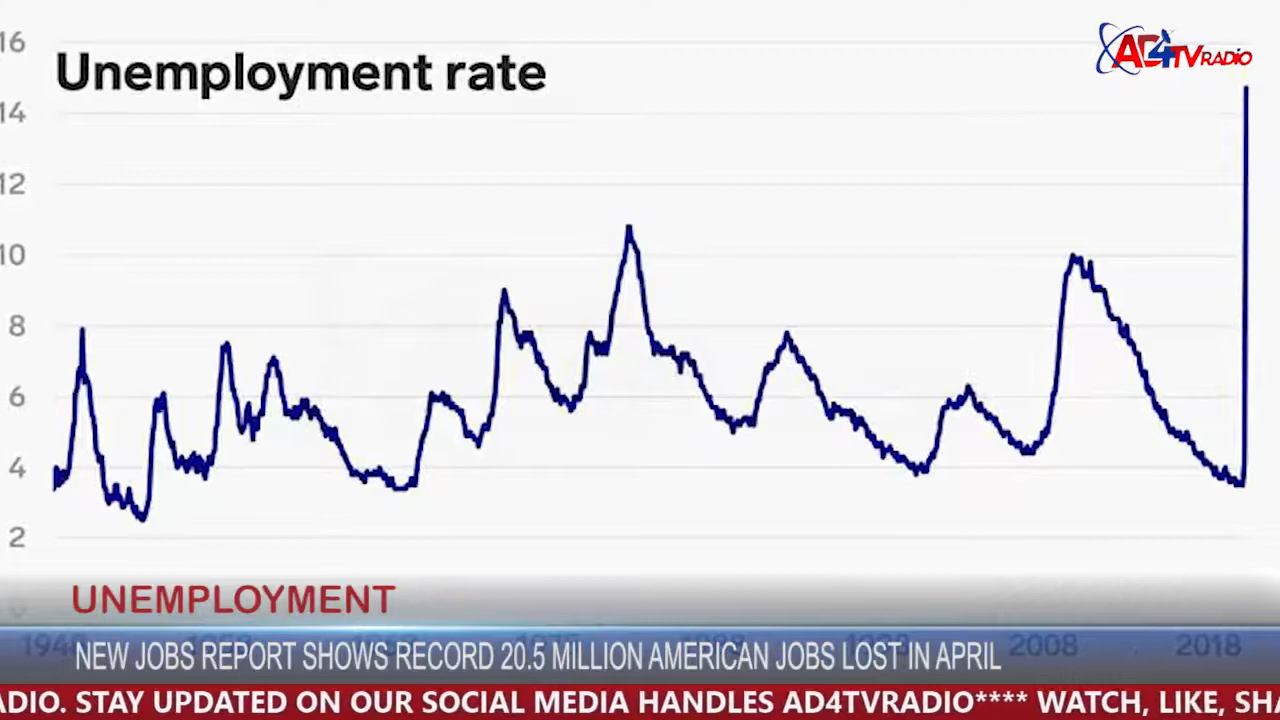 16
Unemployment rate
AD4TV RADIO
14
12
10
8
6
4
2
UNEMPLOYMENT
2008
2018
NEW JOBS REPORT SHOWS RECORD 20.5 MILLION AMERICAN JOBS LOST IN APRIL
ADIO. STAY UPDATED ON OUR SOCIAL MEDIA HANDLES AD4TVRADIO**** WATCH, LIKE, SHA